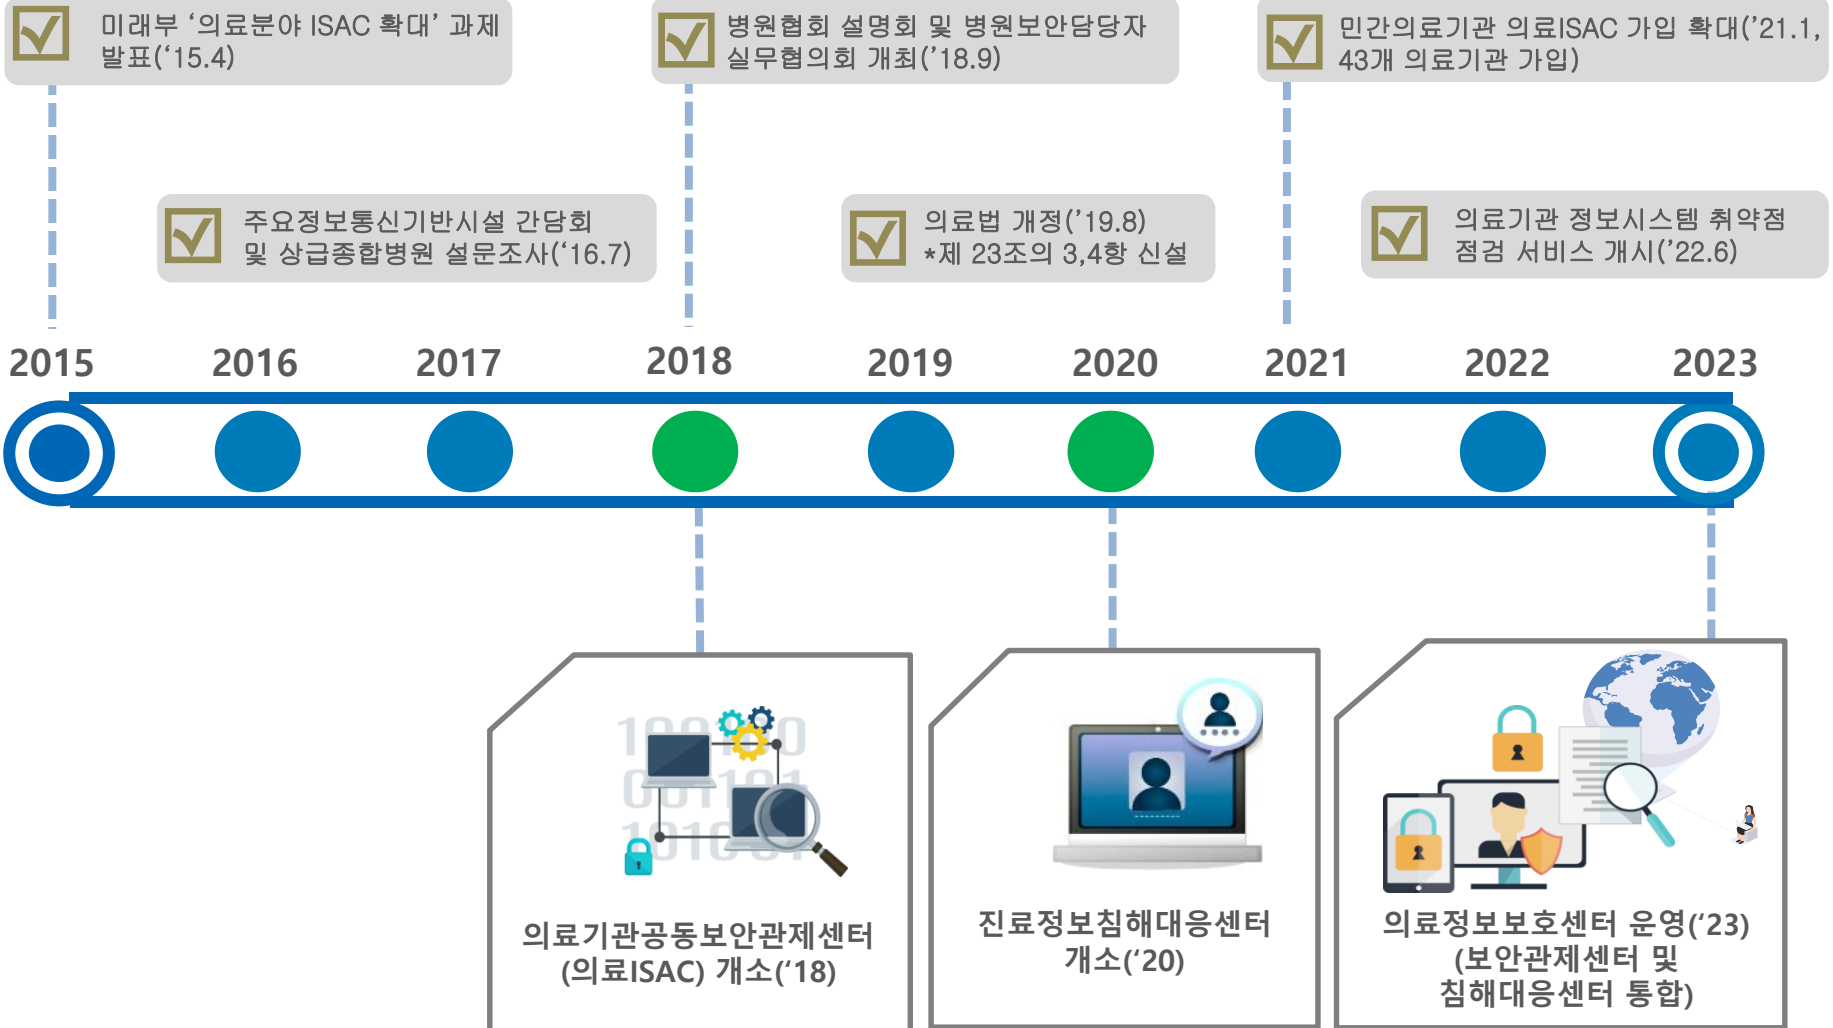 미래부 ‘의료분야 ISAC 확대’ 과제
발표(‘15.4)
병원협회 설명회 및 병원보안담당자
실무협의회 개최(’18.9)
민간의료기관 의료ISAC 가입 확대(’21.1,
43개 의료기관 가입)
주요정보통신기반시설 간담회
및 상급종합병원 설문조사(‘16.7)
의료법 개정(’19.8)
*제 23조의 3,4항 신설
의료기관 정보시스템 취약점
점검 서비스 개시(’22.6)
2015
2016
2017
2018
2019
2020
2021
2022
2023
의료기관공동보안관제센터
(의료ISAC) 개소(‘18)
진료정보침해대응센터
개소(‘20)
의료정보보호센터 운영(‘23)
(보안관제센터 및
침해대응센터 통합)